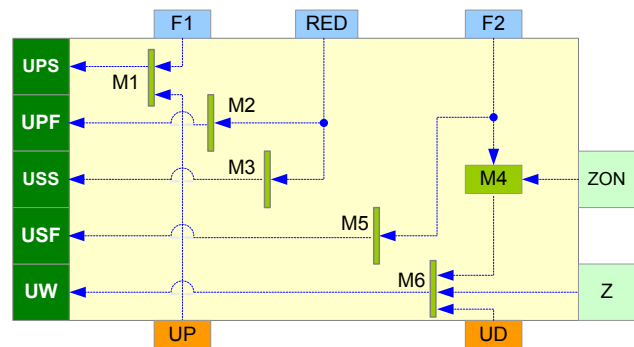 F1 RED F2
UPS
M1
UPF M2
USS M3 M4 ZON
USF M5
UW M6 Z
UP UD